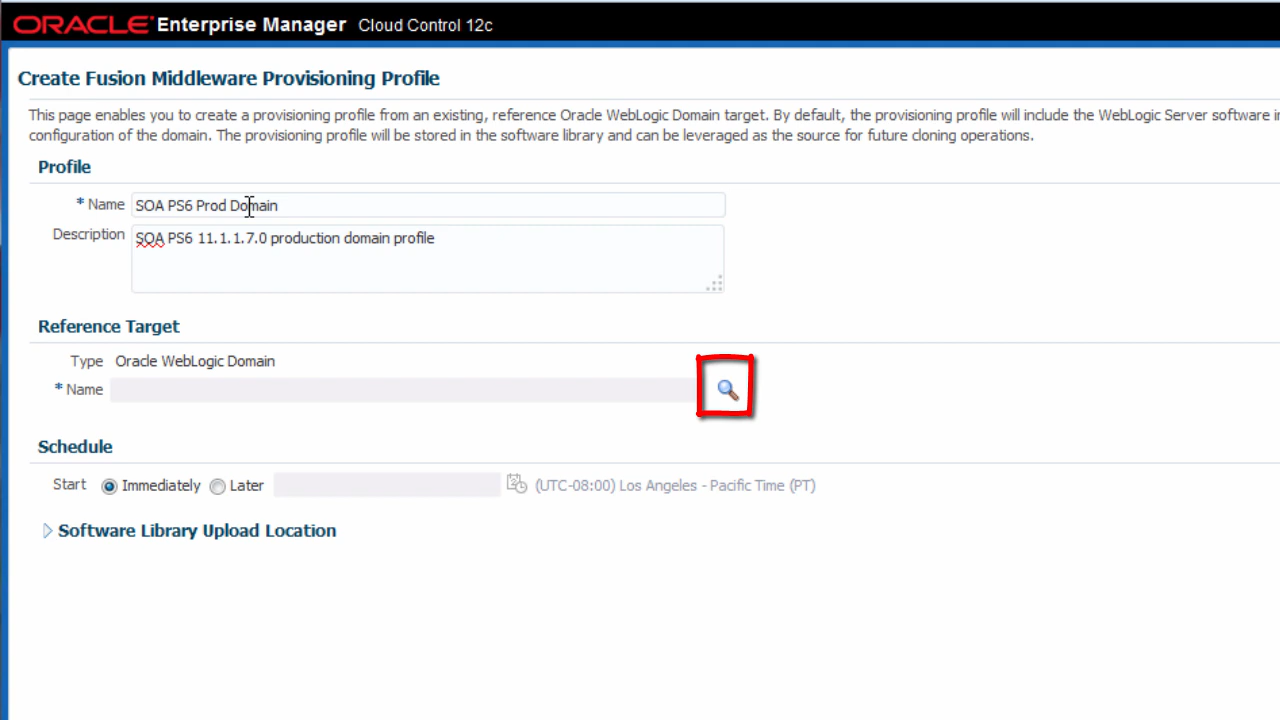 ORACLE Enterprise Manager Cloud Control 12c
Create Fusion Middleware Provisioning Profile
This page enables you to create a provisioning profile from an existing, reference Oracle WebLogic Domain target. By default, the provisioning profile will include the WebLogic Server software
configuration of the domain. The provisioning profile will be stored in the software library and can be leveraged as the source for future cloning operations.
Profile
* Name SOA PS6 Prod Domain
Description SOA PS6 11.1.1.7.0 production domain profile
Reference Target
Type Oracle WebLogic Domain
* Name
Schedule
Start Immediately Later (UTC-08:00) Los Angeles - Pacific Time (PT)
Software Library Upload Location